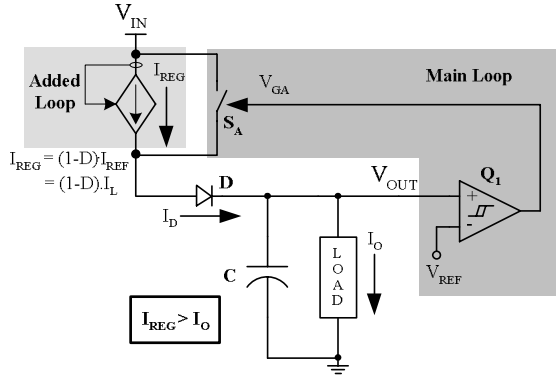 V_IN
Added
Loop
I_REG
V_GA
Main Loop
S_A
I_REG = (1-D)·I_REF
= (1-D).I_L
D
V_OUT
Q_1
I_D
+
-
V_REF
C
L
O
A
D
I_O
I_REG > I_O